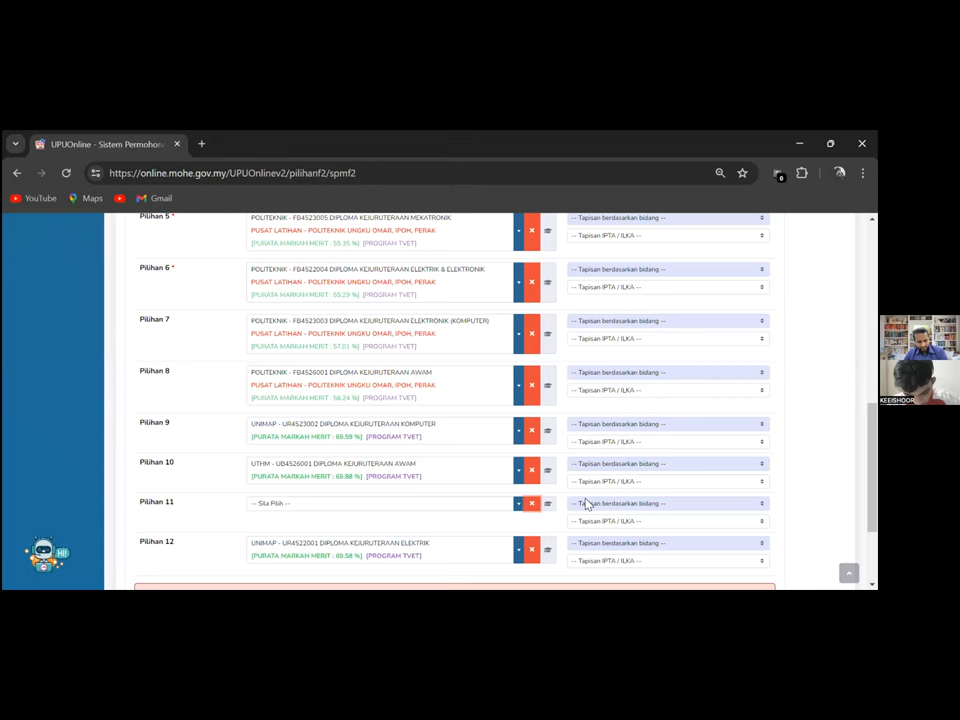 UPUOnline - Sistem Permohona
https://online.mohe.gov.my/UPUOnlinev2/pilihanf2/spmf2
0
YouTube
Maps
Gmail
Pilihan 5 *
POLITEKNIK - FB4523005 DIPLOMA KEJURUTERAAN MEKATRONIK
PUSAT LATIHAN - POLITEKNIK UNGKU OMAR, IPOH, PERAK
[PURATA MARKAH MERIT : 55.35 %] [PROGRAM TVET]
-- Tapisan berdasarkan bidang --
-- Tapisan IPTA / ILKA --
Pilihan 6 *
POLITEKNIK - FB4522004 DIPLOMA KEJURUTERAAN ELEKTRIK & ELEKTRONIK
PUSAT LATIHAN - POLITEKNIK UNGKU OMAR, IPOH, PERAK
[PURATA MARKAH MERIT : 55.29 %] [PROGRAM TVET]
-- Tapisan berdasarkan bidang --
-- Tapisan IPTA / ILKA --
Pilihan 7
POLITEKNIK - FB4523003 DIPLOMA KEJURUTERAAN ELEKTRONIK (KOMPUTER)
PUSAT LATIHAN - POLITEKNIK UNGKU OMAR, IPOH, PERAK
[PURATA MARKAH MERIT : 57.01 %] [PROGRAM TVET]
-- Tapisan berdasarkan bidang --
-- Tapisan IPTA / ILKA --
Pilihan 8
POLITEKNIK - FB4526001 DIPLOMA KEJURUTERAAN AWAM
PUSAT LATIHAN - POLITEKNIK UNGKU OMAR, IPOH, PERAK
[PURATA MARKAH MERIT : 56.24 %] [PROGRAM TVET]
-- Tapisan berdasarkan bidang --
-- Tapisan IPTA / ILKA --
Pilihan 9
UNIMAP - UR4523002 DIPLOMA KEJURUTERAAN KOMPUTER
[PURATA MARKAH MERIT : 69.59 %] [PROGRAM TVET]
-- Tapisan berdasarkan bidang --
-- Tapisan IPTA / ILKA --
Pilihan 10
UTHM - UB4526001 DIPLOMA KEJURUTERAAN AWAM
[PURATA MARKAH MERIT : 69.88 %] [PROGRAM TVET]
-- Tapisan berdasarkan bidang --
-- Tapisan IPTA / ILKA --
Pilihan 11
-- Sila Pilih --
-- Tapisan berdasarkan bidang --
-- Tapisan IPTA / ILKA --
Pilihan 12
UNIMAP - UR4522001 DIPLOMA KEJURUTERAAN ELEKTRIK
[PURATA MARKAH MERIT : 69.58 %] [PROGRAM TVET]
-- Tapisan berdasarkan bidang --
-- Tapisan IPTA / ILKA --
HI!
KEEISHOOR